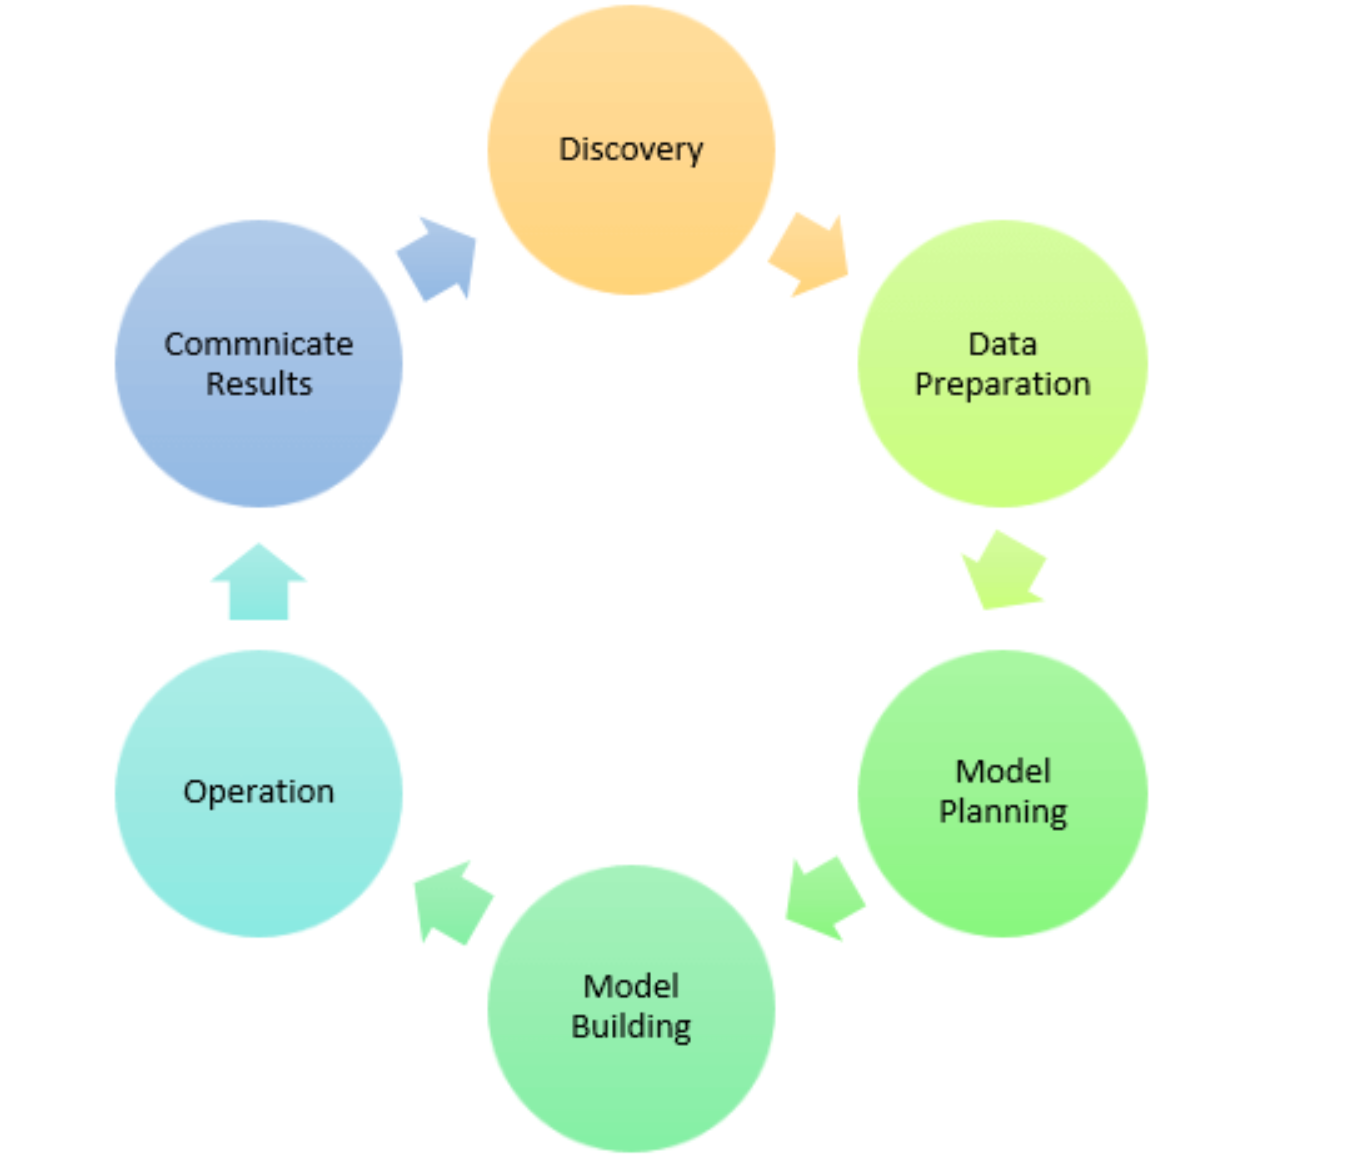 Discovery
Data
Preparation
Model
Planning
Model
Building
Operation
Commnicate
Results